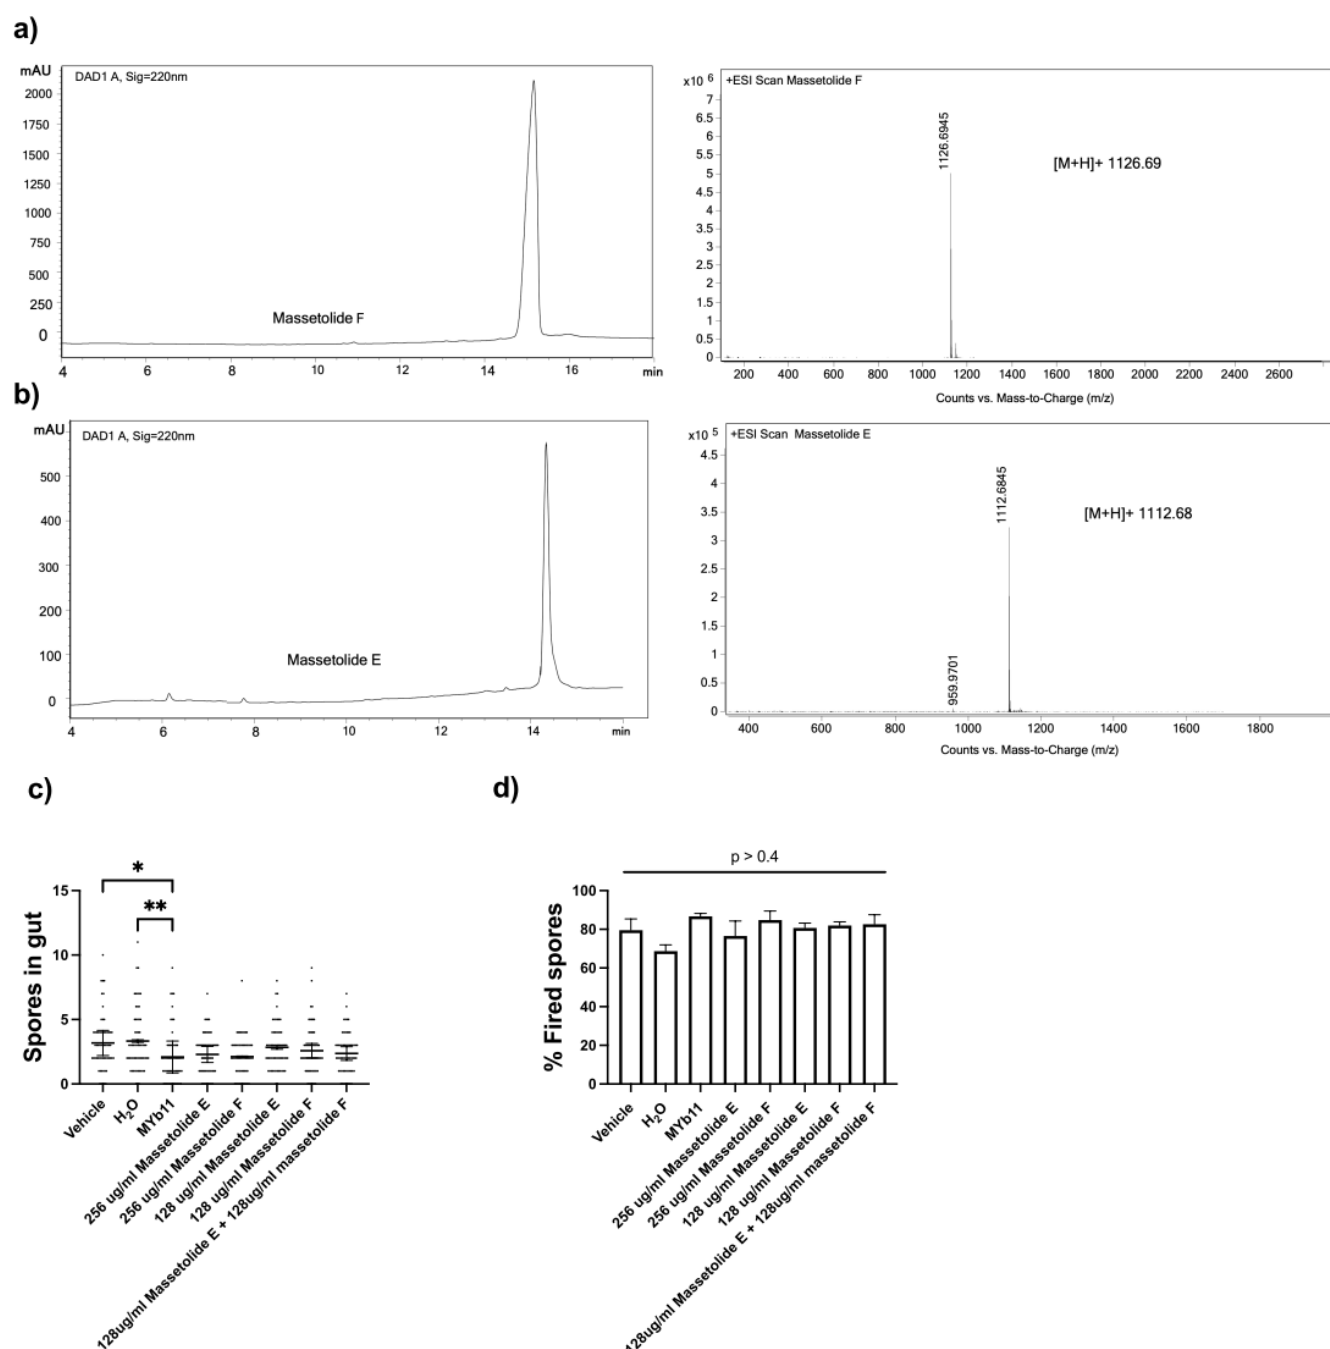 a)
mAU
DAD1 A, Sig=220nm
2000
1750
1500
1250
1000
750
500
250
0
Massetolide F
4
6
8
10
12
14
16
min
x10 6
+ESI Scan Massetolide F
7
6.5
6
5.5
5
4.5
4
3.5
3
2.5
2
1.5
1
0.5
0
1126.6945
[M+H]+ 1126.69
200 400 600 800 1000 1200 1400 1600 1800 2000 2200 2400 2600
Counts vs. Mass-to-Charge (m/z)
b)
mAU
DAD1 A, Sig=220nm
500
400
300
200
100
0
Massetolide E
4
6
8
10
12
14
min
x10 5
+ESI Scan Massetolide E
4.5
4
3.5
3
2.5
2
1.5
1
0.5
0
959.9701
1112.6845
[M+H]+ 1112.68
400 600 800 1000 1200 1400 1600 1800
Counts vs. Mass-to-Charge (m/z)
c)
*
**
Spores in gut
15
10
5
0
Vehicle
H2O
MYb11
256 ug/ml Massetolide E
256 ug/ml Massetolide F
128 ug/ml Massetolide E
128 ug/ml Massetolide F
128ug/ml Massetolide E + 128ug/ml massetolide F
d)
p > 0.4
% Fired spores
100
80
60
40
20
0
Vehicle
H2O
MYb11
256 ug/ml Massetolide E
256 ug/ml Massetolide F
128 ug/ml Massetolide E
128 ug/ml Massetolide F
128ug/ml Massetolide E + 128ug/ml massetolide F